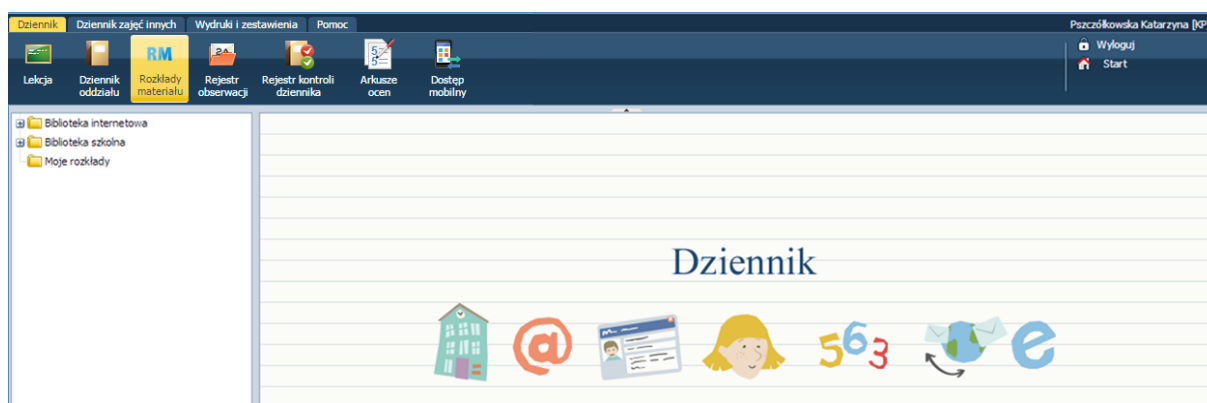 Dziennik Dziennik zajęć innych Wydruki i zestawienia Pomoc
Pszczółkowska Katarzyna [KP
Lekcja
Dziennik
oddziału
RM
Rozkłady
materiału
Rejestr
obserwacji
Rejestr kontroli
dziennika
Arkusze
ocen
Dostęp
mobilny
Wyloguj
Start
Biblioteka internetowa
Biblioteka szkolna
Moje rozkłady
Dziennik
@ 563 e